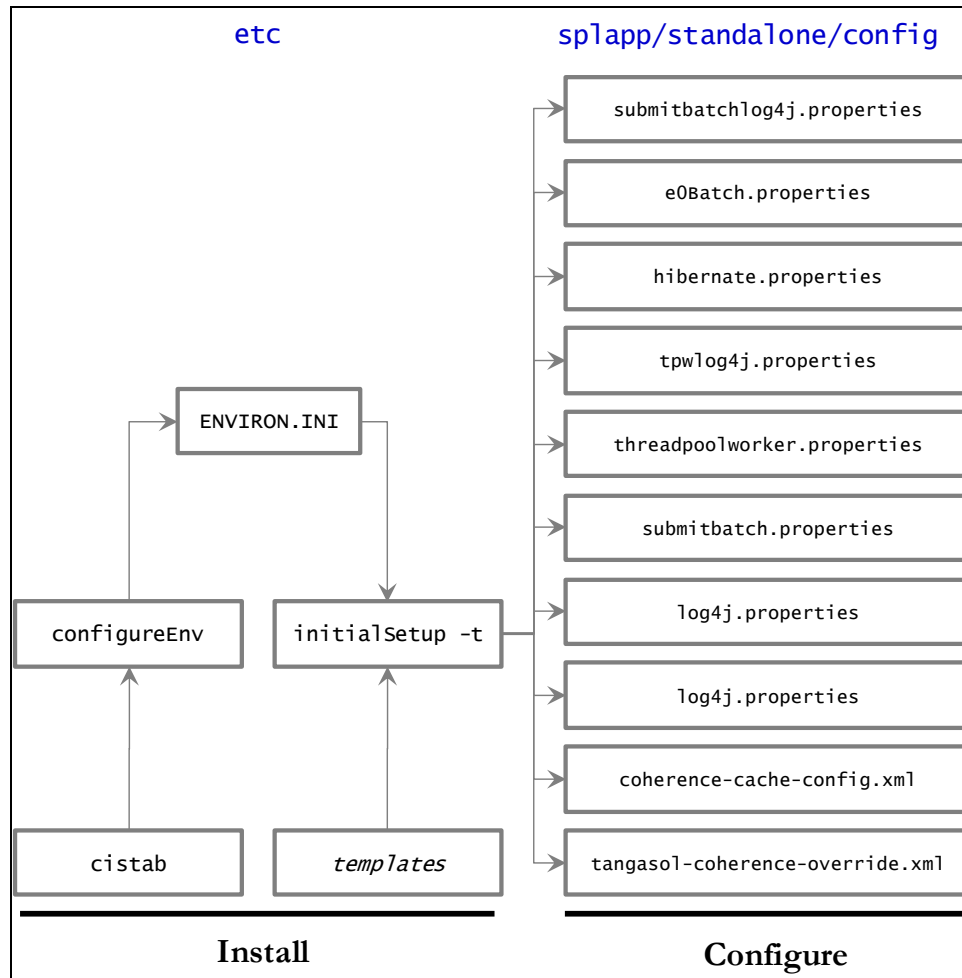 etc
splapp/standalone/config
submitbatchlog4j.properties
e0Batch.properties
hibernate.properties
tpwlog4j.properties
ENVIRON.INI
threadpoolworker.properties
submitbatch.properties
configureEnv
initialSetup -t
log4j.properties
log4j.properties
coherence-cache-config.xml
cistab
templates
tangasol-coherence-override.xml
Install
Configure